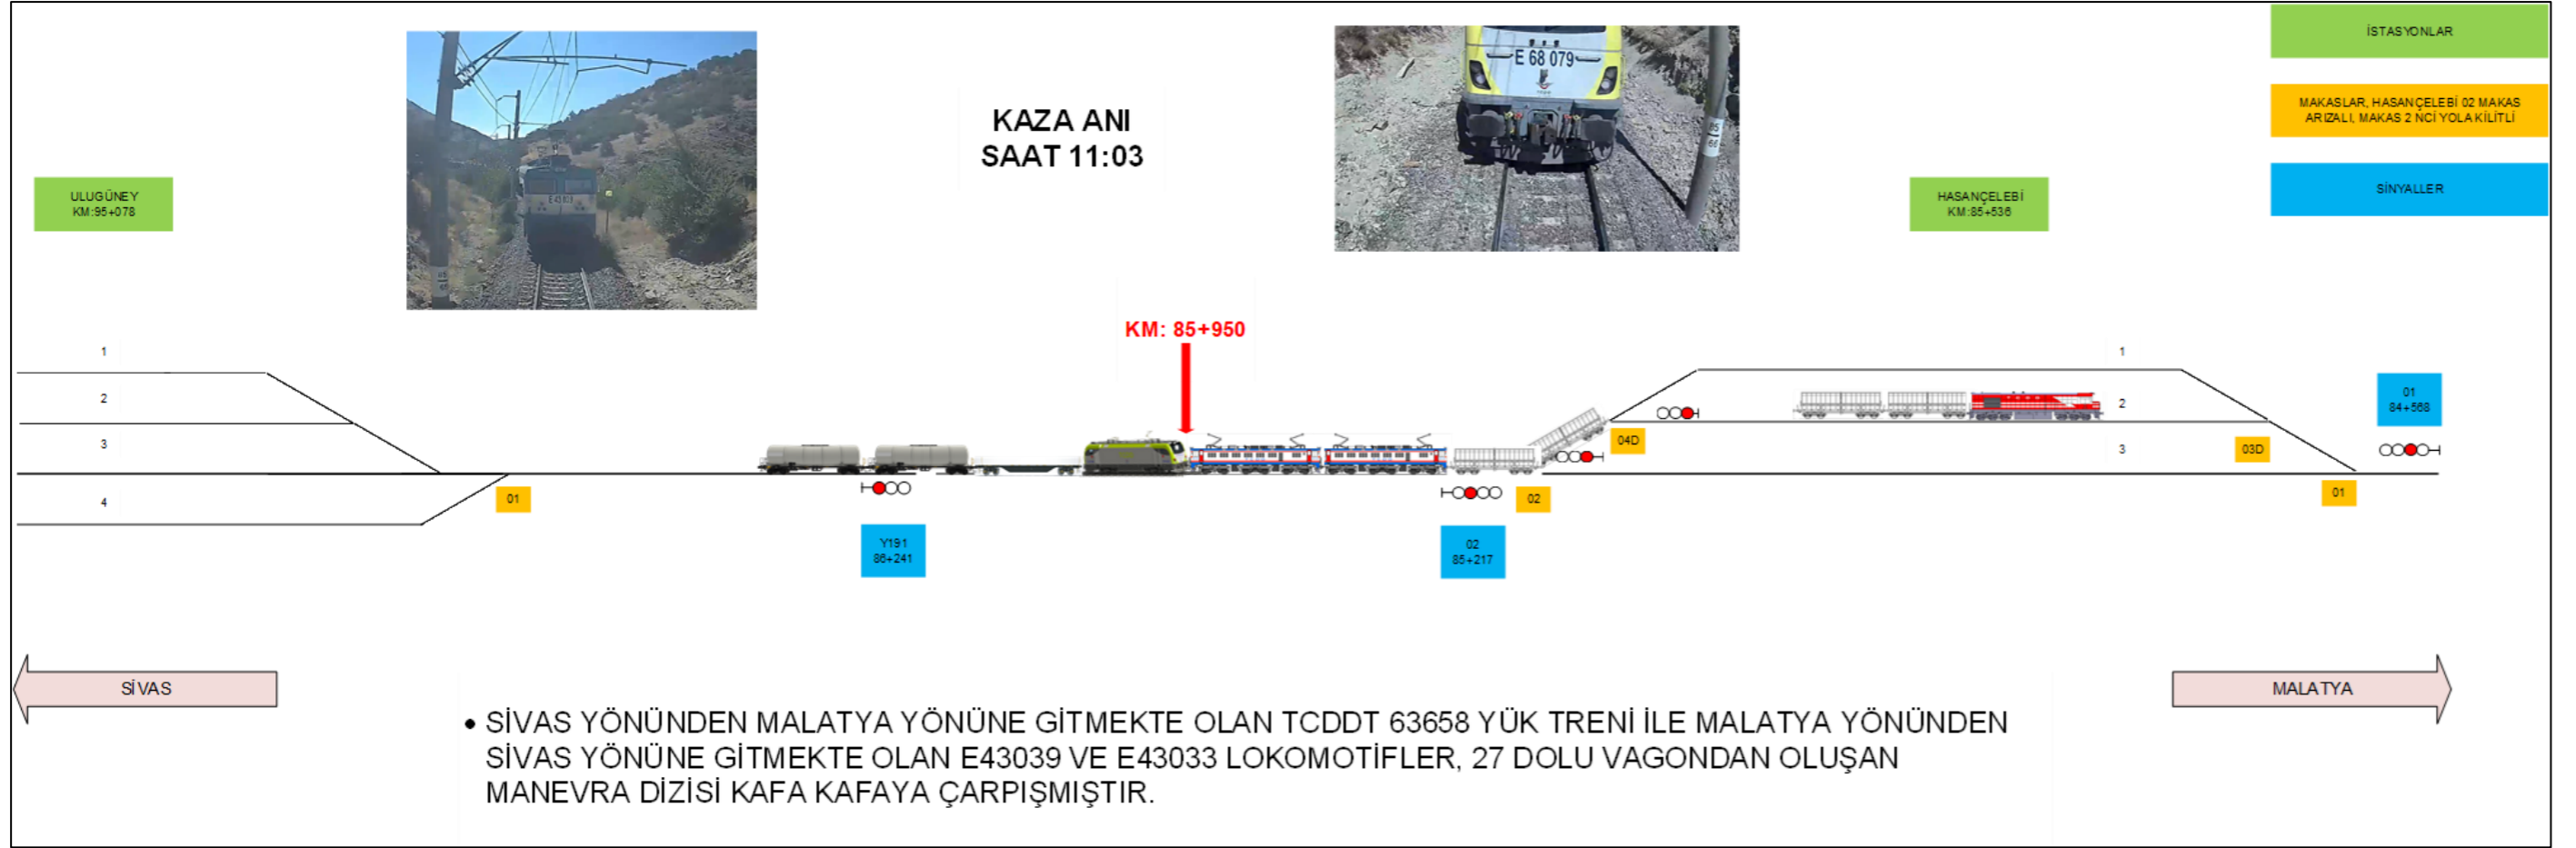 İSTASYONLAR
E 68 079
KAZA ANI
SAAT 11:03
MAKASLAR, HASANÇELEBİ 02 MAKAS
ARIZALI, MAKAS 2 NCİ YOLA KİLİTLİ
SİNYALLER
ULUGÜNEY
KM:95+078
HASANÇELEBİ
KM:85+536
KM: 85+950
1
2
3
4
1
2
3
01
84+568
04D
03D
01
02
01
Y191
86+241
02
85+217
SİVAS
MALATYA
• SİVAS YÖNÜNDEN MALATYA YÖNÜNE GİTMEKTE OLAN TCDDT 63658 YÜK TRENİ İLE MALATYA YÖNÜNDEN
SİVAS YÖNÜNE GİTMEKTE OLAN E43039 VE E43033 LOKOMOTİFLER, 27 DOLU VAGONDAN OLUŞAN
MANEVRA DİZİSİ KAFA KAFAYA ÇARPIŞMIŞTIR.